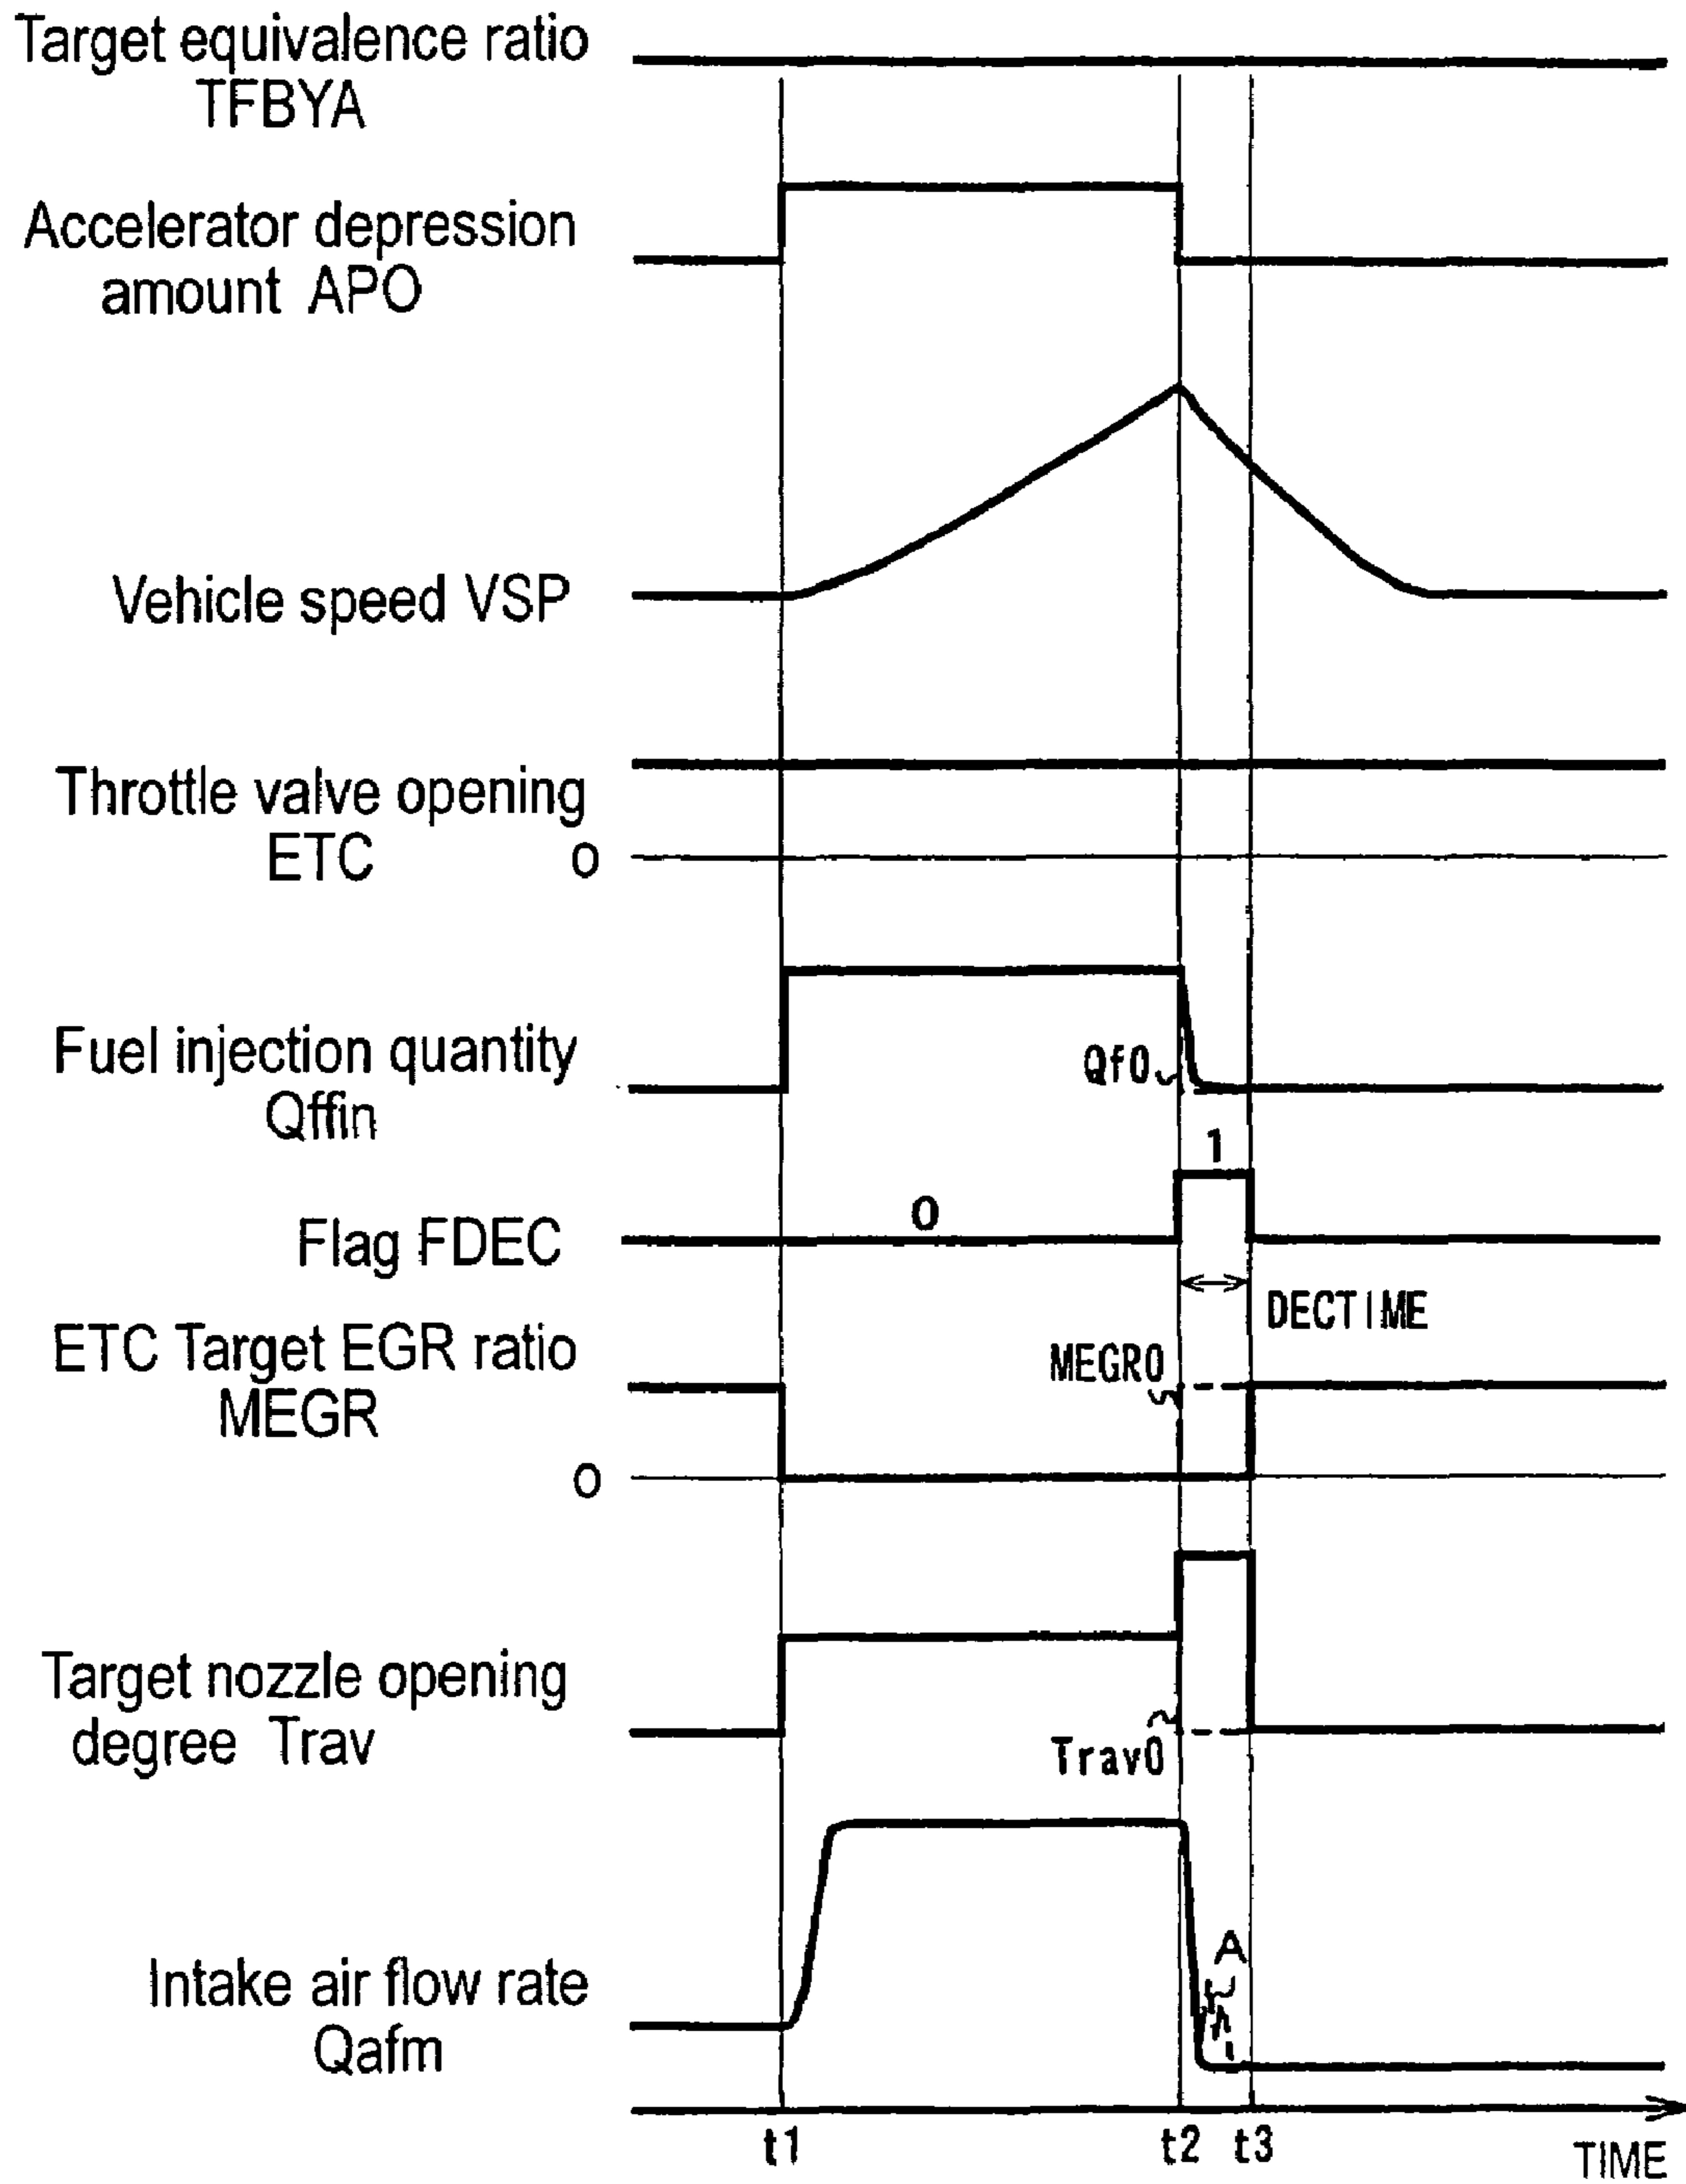 Target equivalence ratio
TFBYA
Accelerator depression
amount APO
Vehicle speed VSP
Throttle valve opening
ETC
0
Fuel injection quantity
Qffin
Qf0
1
Flag FDEC
0
DECTIME
ETC Target EGR ratio
MEGR
MEGR0
0
Target nozzle opening
degree Trav
Trav0
A
Intake air flow rate
Qafm
t1 t2 t3
TIME